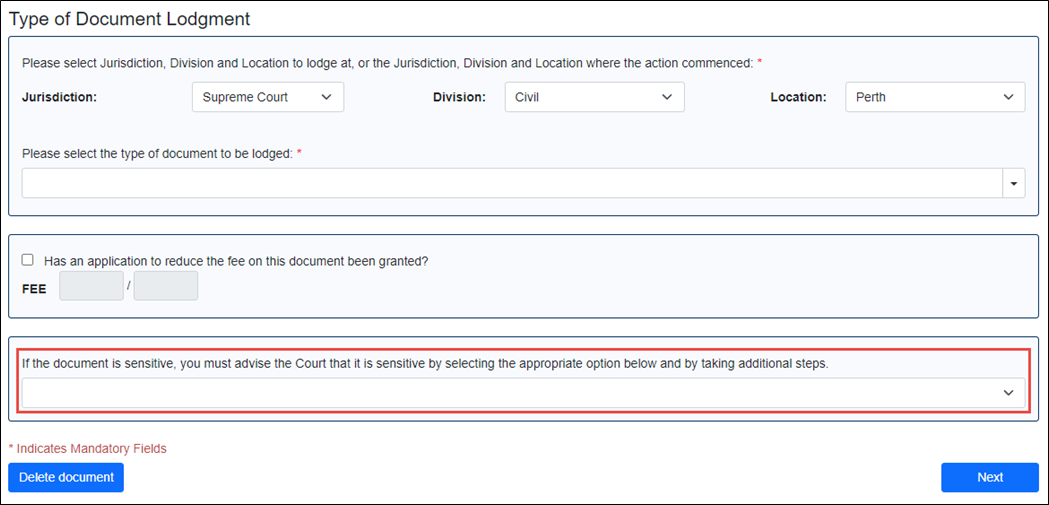 Type of Document Lodgment
Please select Jurisdiction, Division and Location to lodge at, or the Jurisdiction, Division and Location where the action commenced: *
Jurisdiction: Supreme Court Division: Civil Location: Perth
Please select the type of document to be lodged: *
Has an application to reduce the fee on this document been granted?
FEE /
If the document is sensitive, you must advise the Court that it is sensitive by selecting the appropriate option below and by taking additional steps.
* Indicates Mandatory Fields
Delete document Next